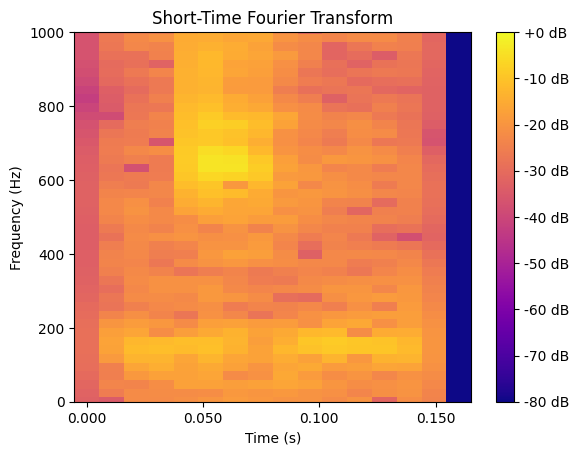 Short-Time Fourier Transform
1000
800
600
400
200
0
Frequency (Hz)
0.000
0.050
0.100
0.150
Time (s)
+0 dB
-10 dB
-20 dB
-30 dB
-40 dB
-50 dB
-60 dB
-70 dB
-80 dB